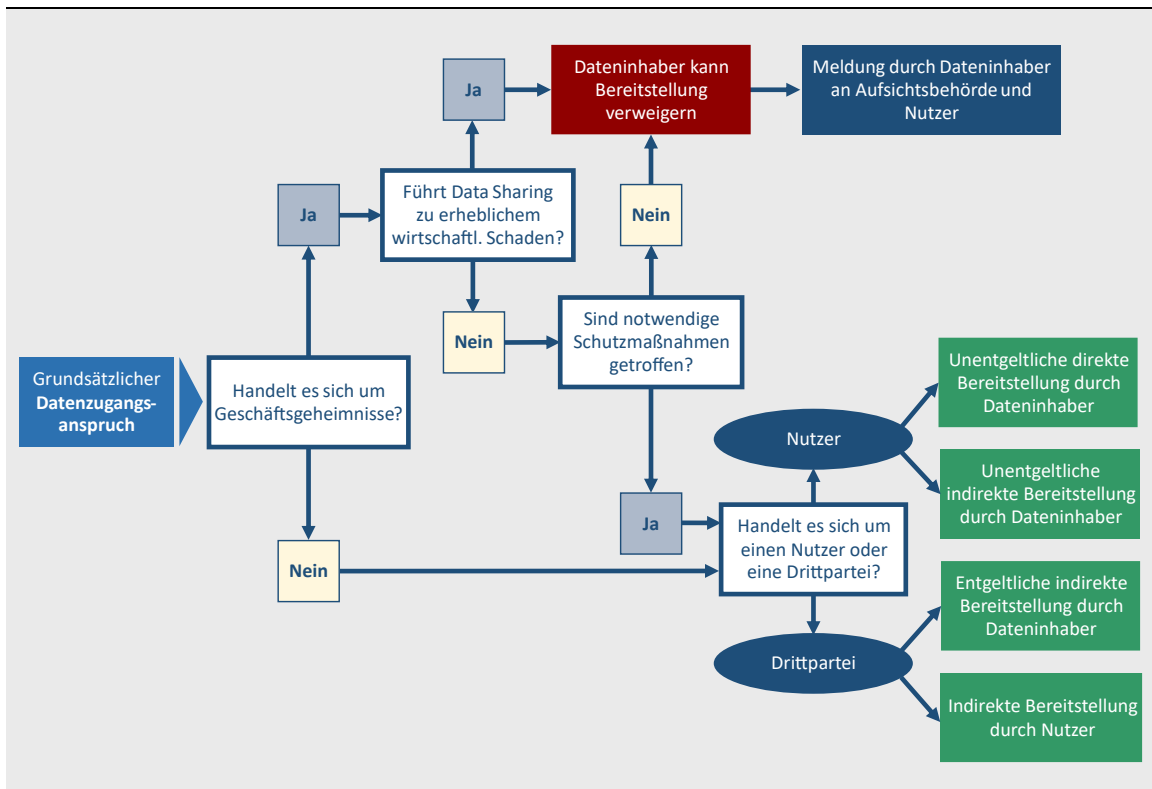 Ja
Dateninhaber kann
Bereitstellung
verweigern
Meldung durch Dateninhaber
an Aufsichtsbehörde und
Nutzer
Ja
Führt Data Sharing
zu erheblichem
wirtschaftl. Schaden?
Nein
Nein
Sind notwendige
Schutzmaßnahmen
getroffen?
Grundsätzlicher
Datenzugangs-
anspruch
Handelt es sich um
Geschäftsgeheimnisse?
Nutzer
Unentgeltliche direkte
Bereitstellung durch
Dateninhaber
Unentgeltliche
indirekte Bereitstellung
durch Dateninhaber
Ja
Handelt es sich um
einen Nutzer oder
eine Drittpartei?
Nein
Entgeltliche indirekte
Bereitstellung durch
Dateninhaber
Drittpartei
Indirekte Bereitstellung
durch Nutzer